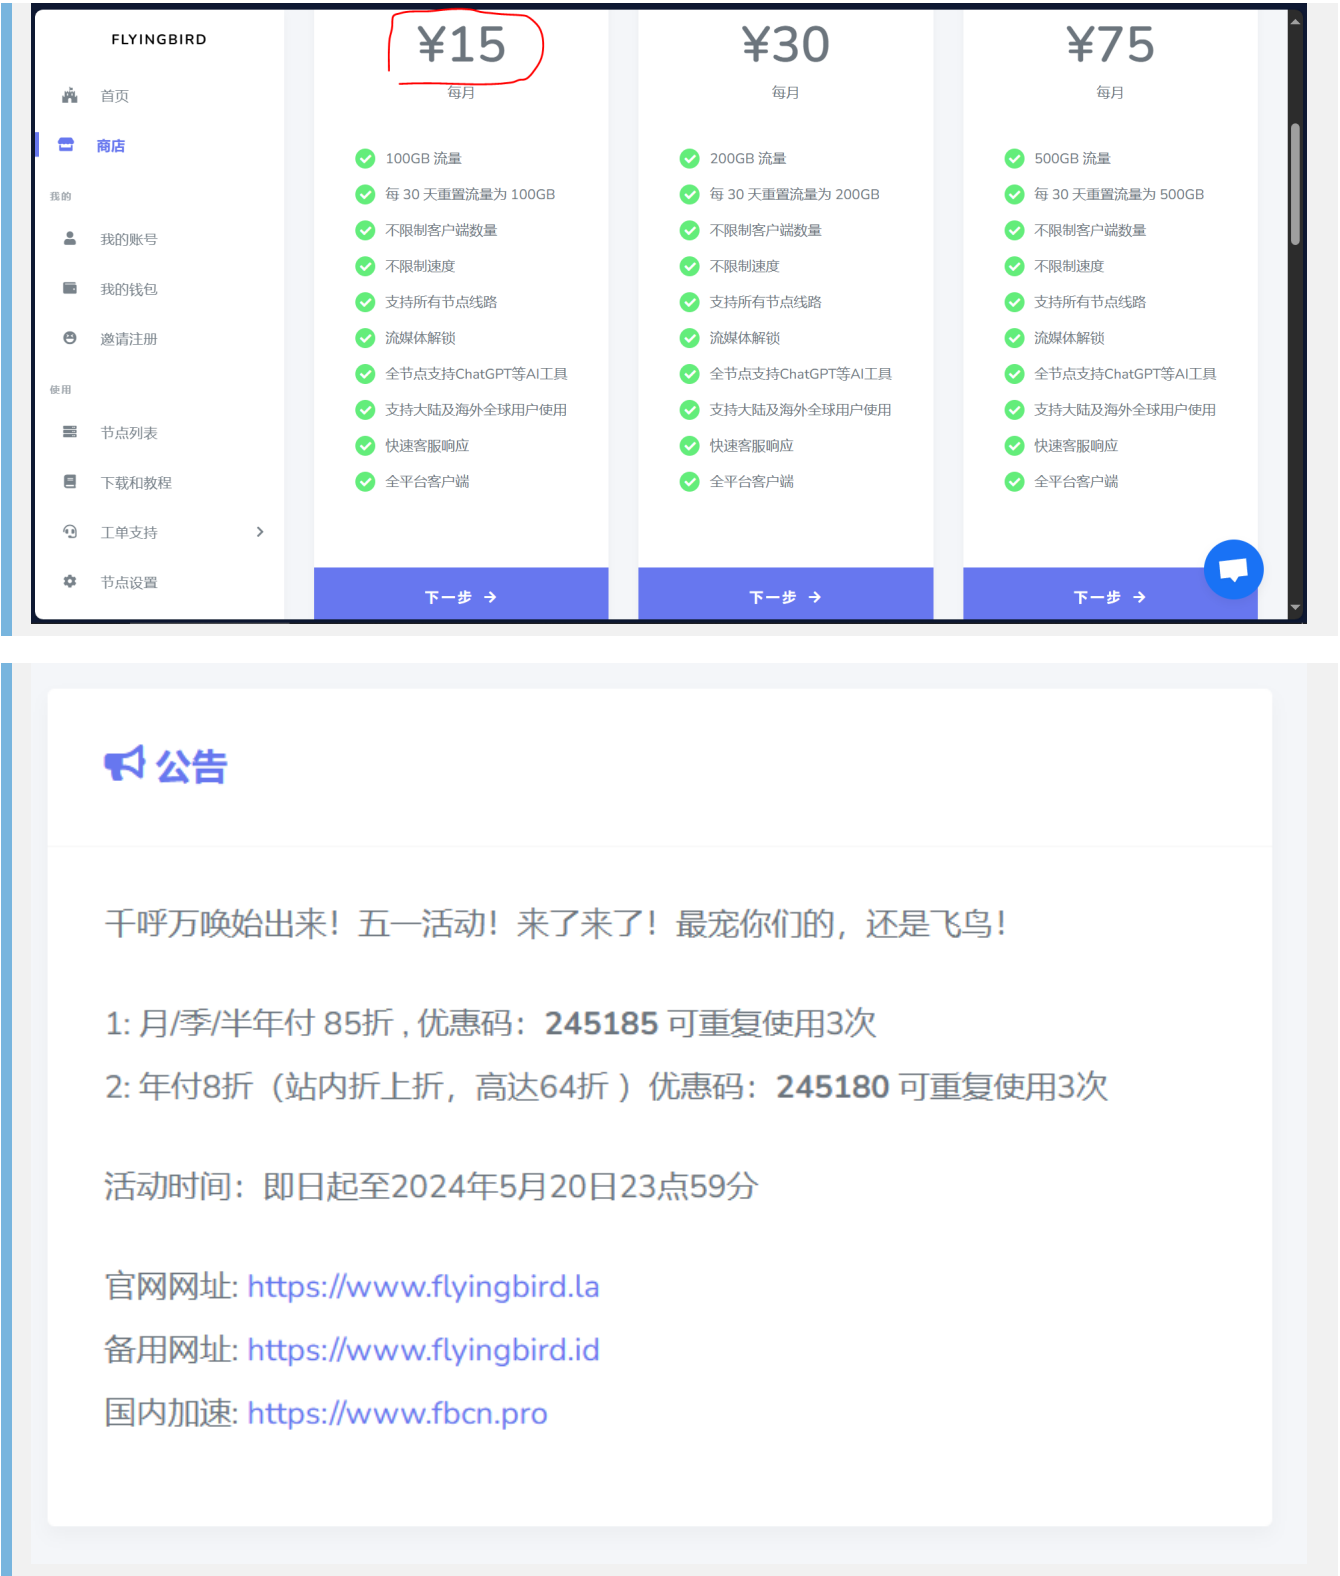 FLYINGBIRD
首页
商店
我的
我的账号
我的钱包
邀请注册
使用
节点列表
下载和教程
工单支持
节点设置
¥15
每月
100GB 流量
每 30 天重置流量为 100GB
不限制客户端数量
不限制速度
支持所有节点线路
流媒体解锁
全节点支持ChatGPT等AI工具
支持大陆及海外全球用户使用
快速客服响应
全平台客户端
下一步
¥30
每月
200GB 流量
每 30 天重置流量为 200GB
不限制客户端数量
不限制速度
支持所有节点线路
流媒体解锁
全节点支持ChatGPT等AI工具
支持大陆及海外全球用户使用
快速客服响应
全平台客户端
下一步
¥75
每月
500GB 流量
每 30 天重置流量为 500GB
不限制客户端数量
不限制速度
支持所有节点线路
流媒体解锁
全节点支持ChatGPT等AI工具
支持大陆及海外全球用户使用
快速客服响应
全平台客户端
下一步
公告
千呼万唤始出来！五一活动！来了来了！最宠你们的，还是飞鸟！
1: 月/季/半年付 85折 , 优惠码：245185 可重复使用3次
2: 年付8折（站内折上折，高达64折 ）优惠码：245180 可重复使用3次
活动时间：即日起至2024年5月20日23点59分
官网网址: https://www.flyingbird.la
备用网址: https://www.flyingbird.id
国内加速: https://www.fbcn.pro